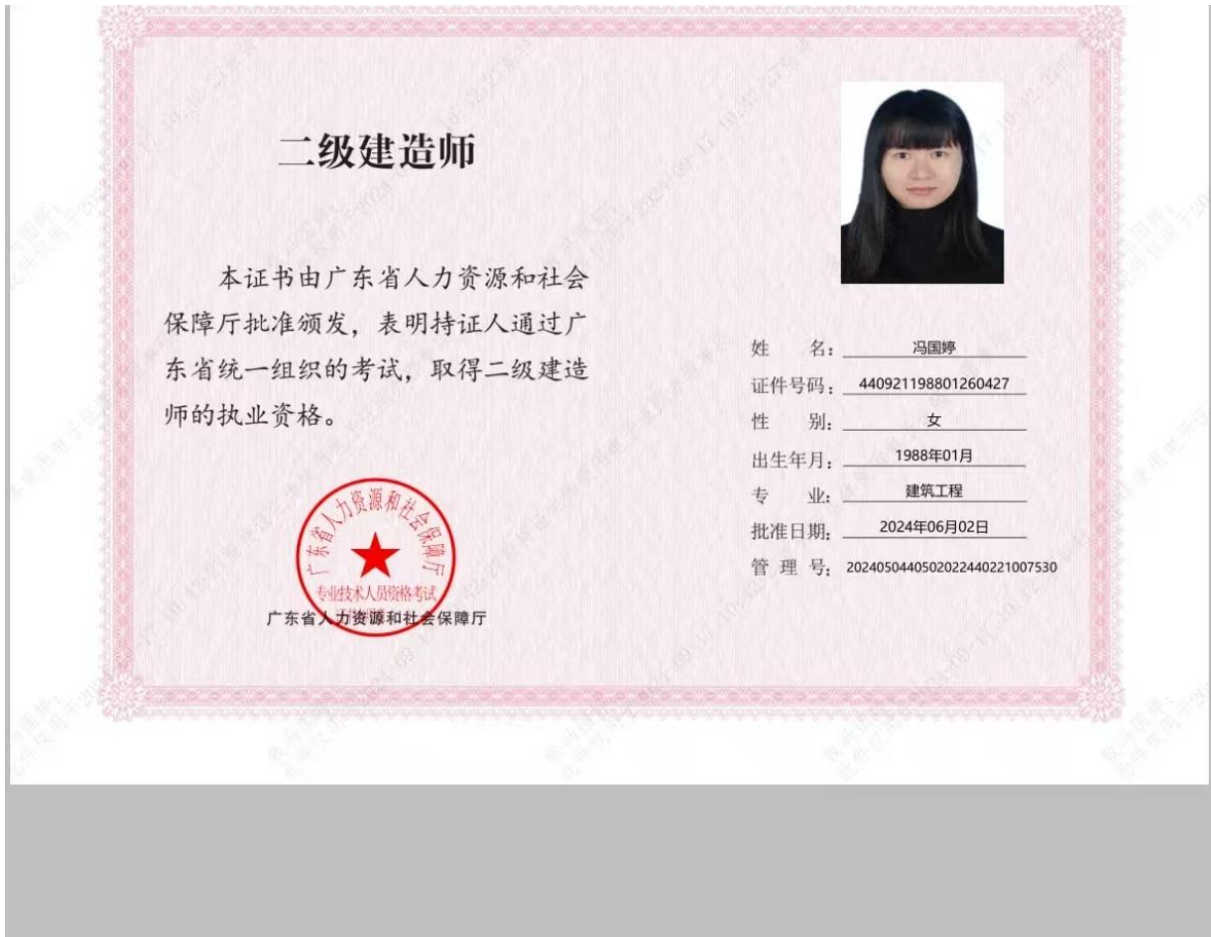 二级建造师
本证书由广东省人力资源和社会
保障厅批准颁发，表明持证人通过广
东省统一组织的考试，取得二级建造
师的执业资格。
广东省人力资源和社会保障厅
专业技术人员资格考试
广东省人力资源和社会保障厅
姓 名：冯国婷
证件号码：440921198801260427
性 别：女
出生年月：1988年01月
专 业：建筑工程
批准日期：2024年06月02日
管 理 号：2024050440502022440221007530